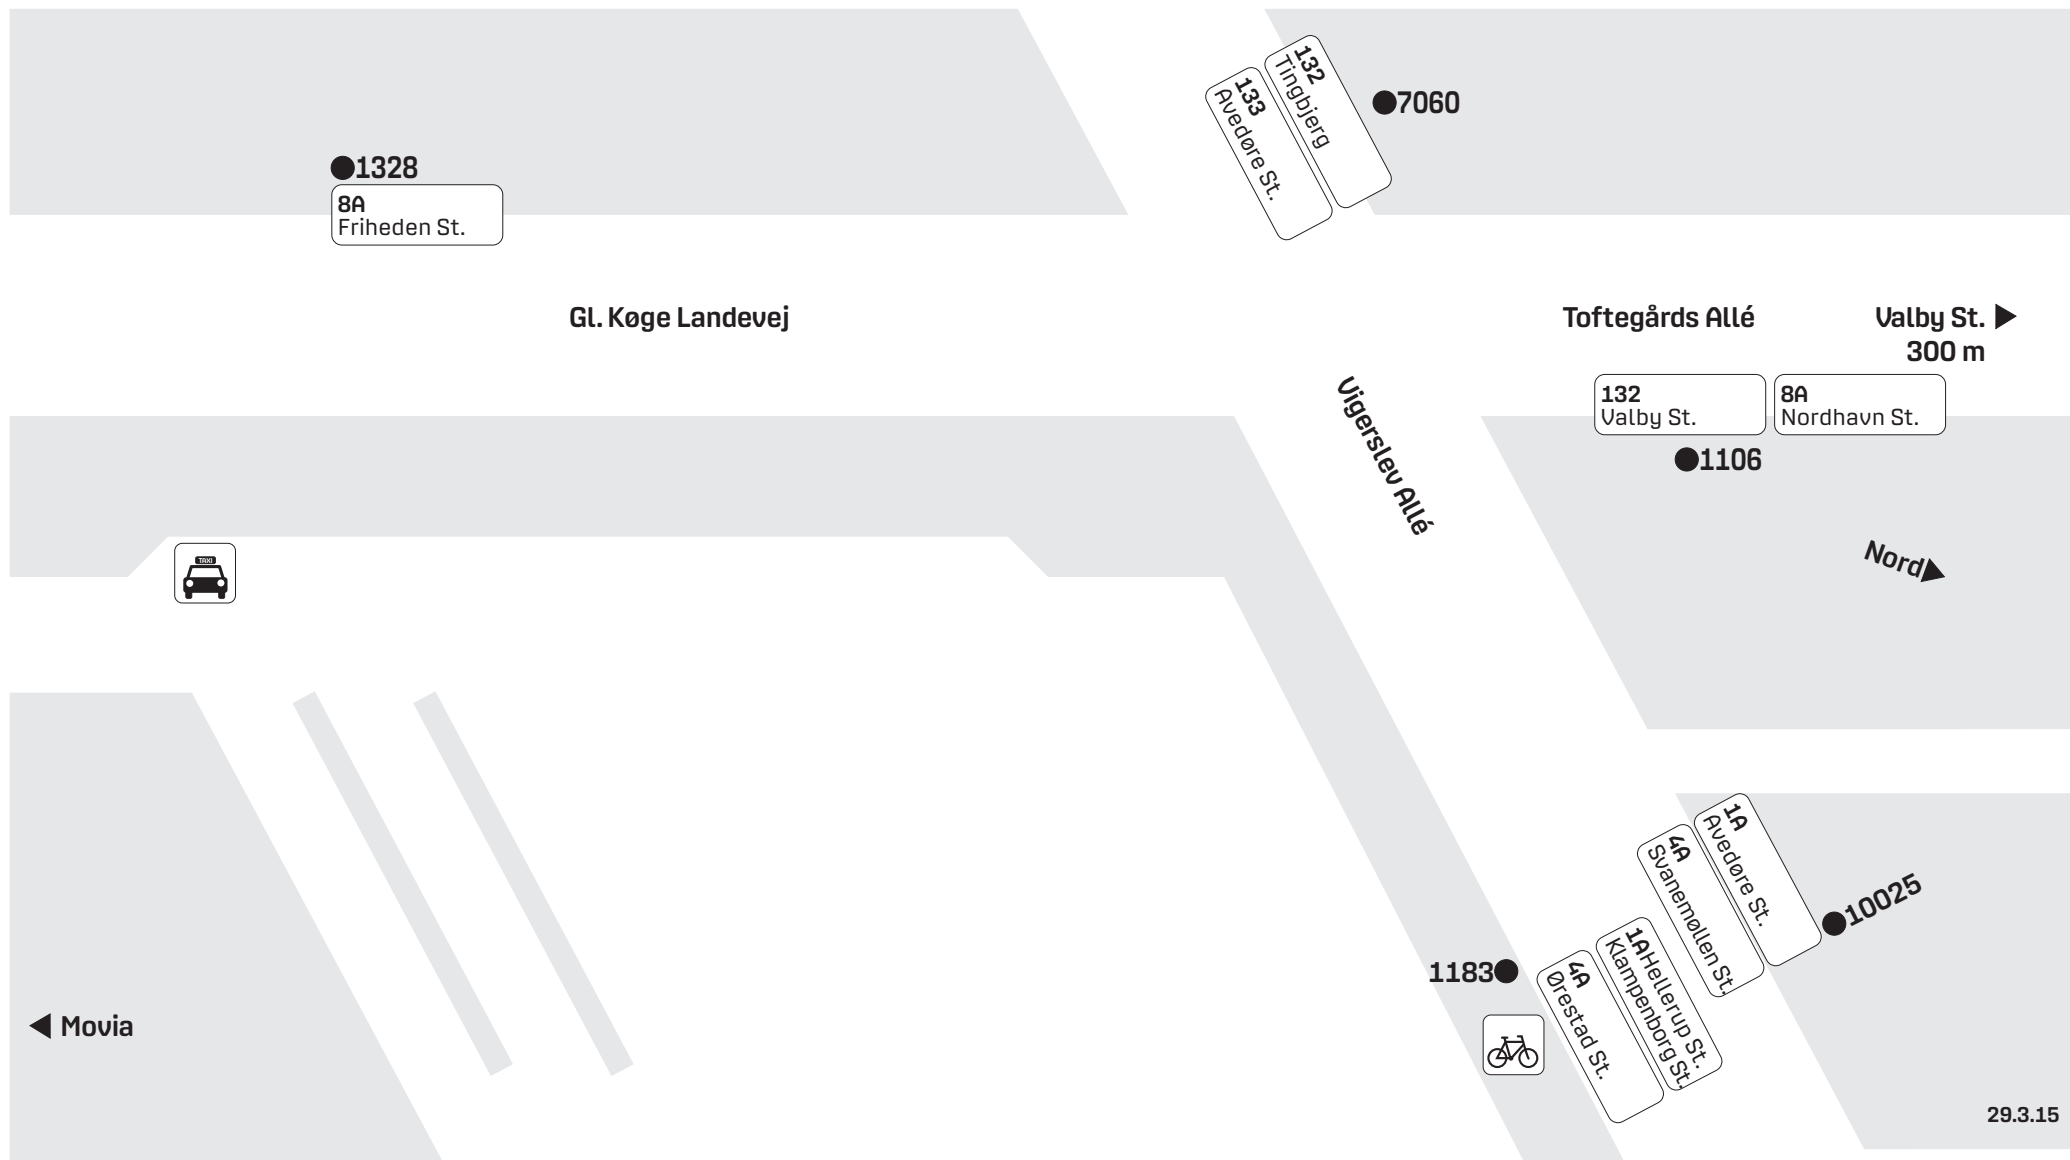 132
Tingbjerg
133
Avedøre St.
7060
1328
8A
Friheden St.
Gl. Køge Landevej
Toftegårds Allé
Valby St.
300 m
Vigerslev Allé
132
Valby St.
8A
Nordhavn St.
1106
Nord
TAXI
1A
Avedøre St.
4A
Svanemøllen St.
10025
1A Hellerup St.
Klampenborg St.
4A
Ørestad St.
1183
Movia
29.3.15